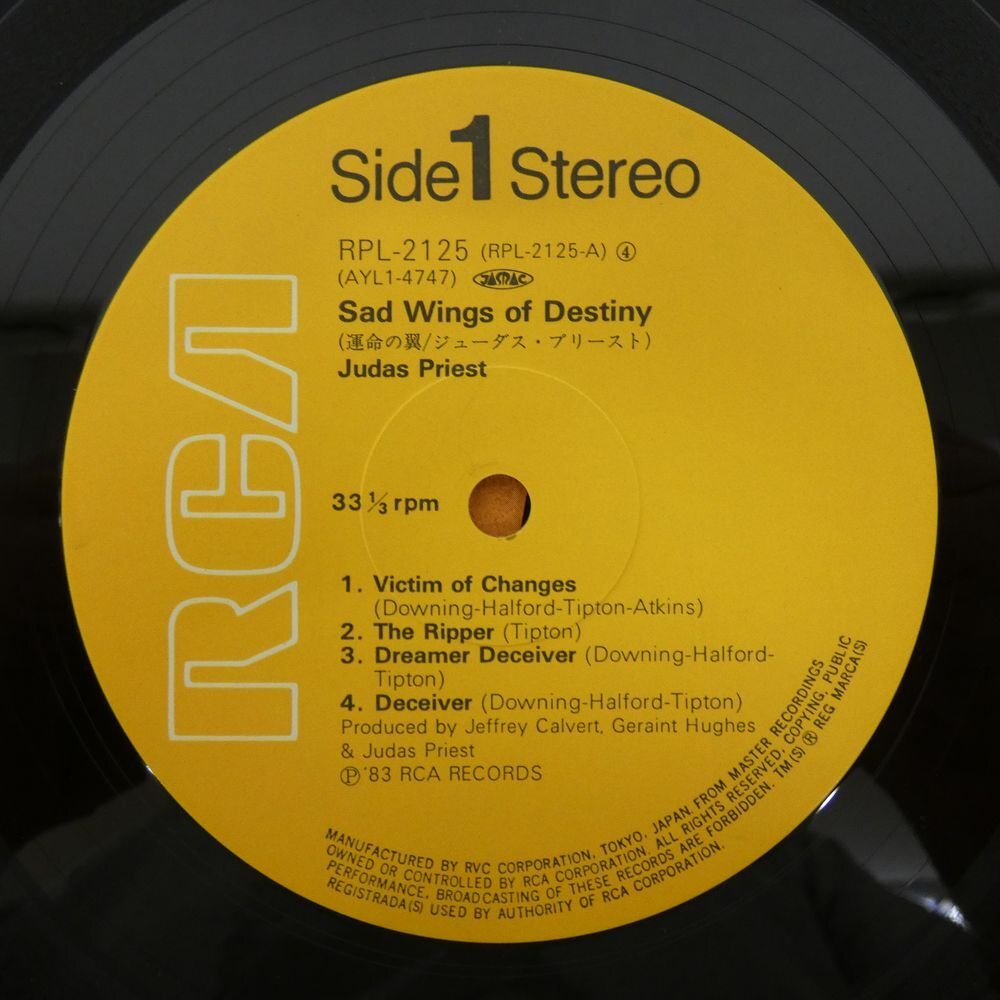 RCA
Side 1 Stereo
RPL-2125 (RPL-2125-A) ④
(AYL1-4747) JASRAC
Sad Wings of Destiny
(運命の翼/ジューダス・プリースト)
Judas Priest
33 1/3 rpm
1. Victim of Changes
(Downing-Halford-Tipton-Atkins)
2. The Ripper (Tipton)
3. Dreamer Deceiver (Downing-Halford-
Tipton)
4. Deceiver (Downing-Halford-Tipton)
Produced by Jeffrey Calvert, Geraint Hughes
& Judas Priest
Ⓟ '83 RCA RECORDS
MANUFACTURED BY RVC CORPORATION, TOKYO, JAPAN. FROM MASTER RECORDINGS
OWNED OR CONTROLLED BY RCA CORPORATION. ALL RIGHTS RESERVED, COPYING, PUBLIC
PERFORMANCE, BROADCASTING OF THESE RECORDS ARE FORBIDDEN. TM(S) ® REG MARCA(S)
REGISTRADA(S) USED BY AUTHORITY OF RCA CORPORATION.